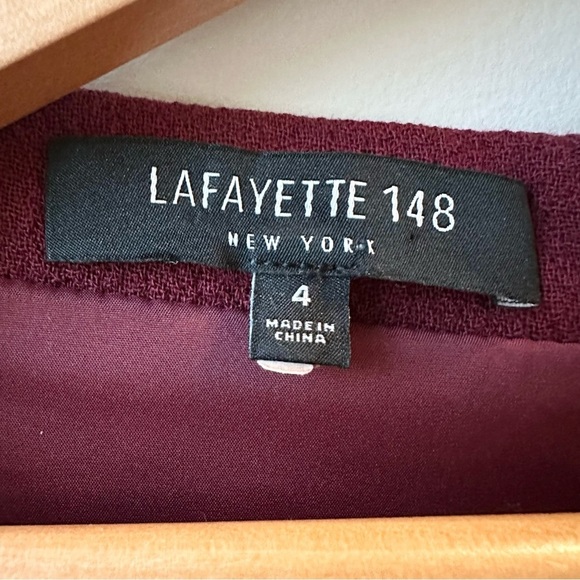 LAFAYETTE 148
NEW YORK
4
MADE IN
CHINA